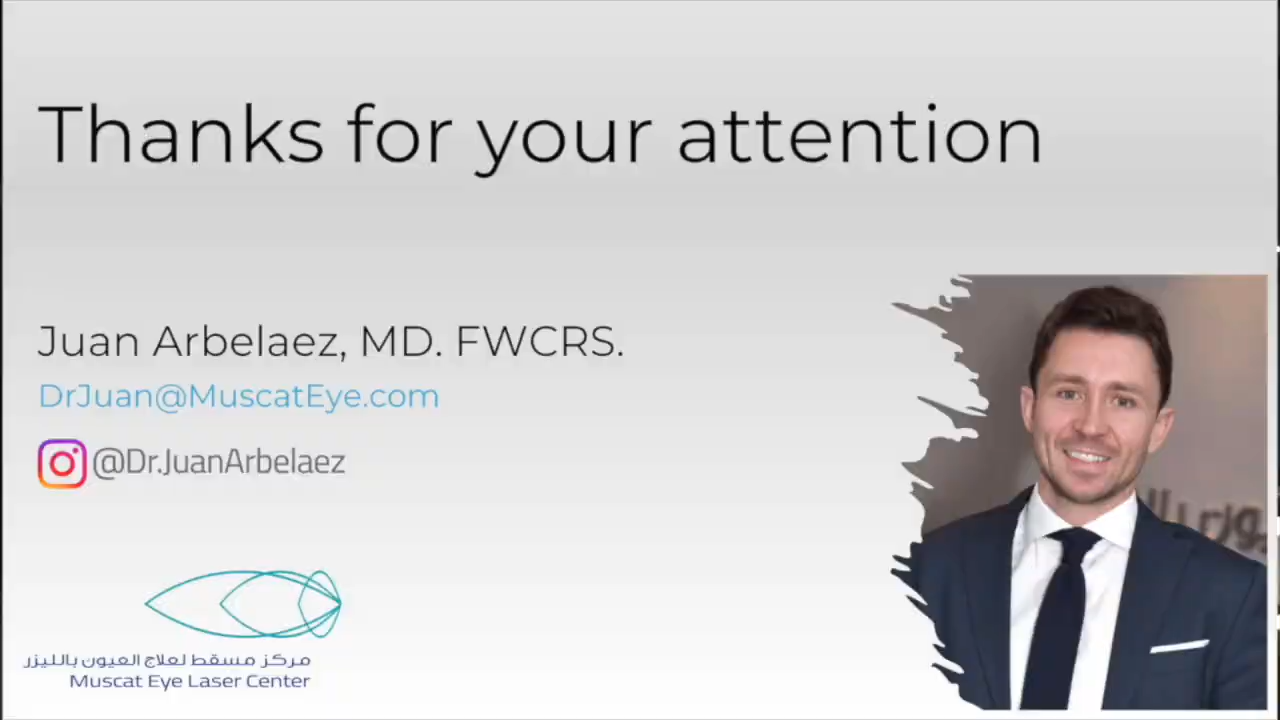 Thanks for your attention
Juan Arbelaez, MD. FWCRS.
DrJuan@MuscatEye.com
@Dr.JuanArbelaez
مركز مسقط لعلاج العيون بالليزر
Muscat Eye Laser Center